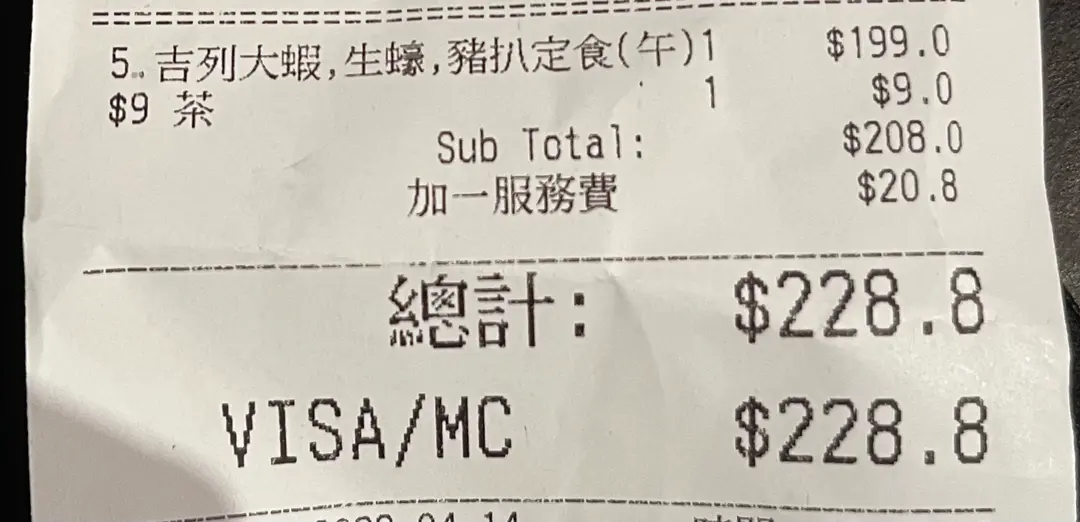 5. 吉列大蝦,生蠔,豬扒定食(午)1 $199.0
$9 茶 1 $9.0
Sub Total: $208.0
加一服務費 $20.8
總計: $228.8
VISA/MC $228.8